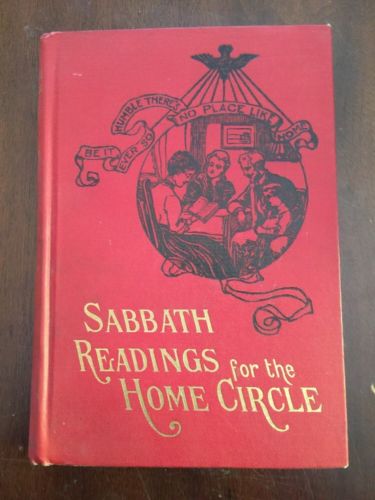 BE IT
EVER SO
HUMBLE THERE'S
NO PLACE LIKE
HOME
SABBATH
READINGS for the
HOME CIRCLE